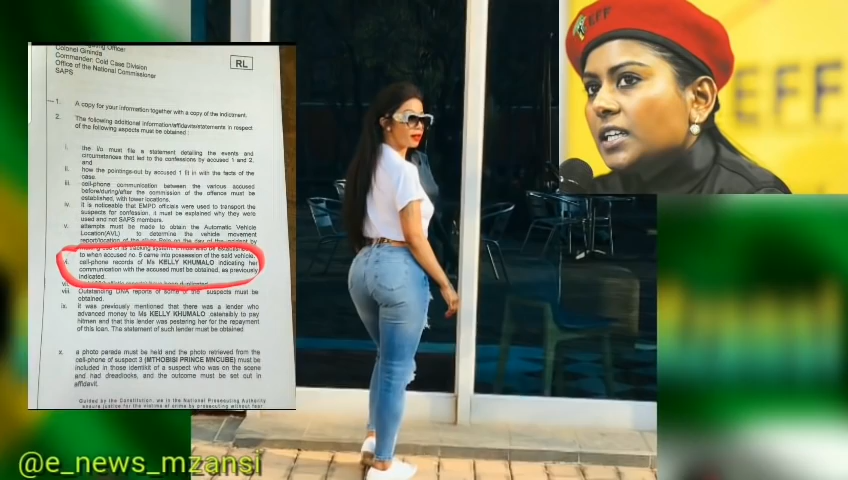 Colonel Gininda
Commander: Cold Case Division
Office of the National Commissioner
SAPS
RL
1. A copy for your information together with a copy of the indictment.
2. The following additional information/affidavits/statements in respect
of the following aspects must be obtained :
i. the i/o must file a statement detailing the events and
circumstances that led to the confessions by accused 1 and 2.
and
ii. how the pointings-out by accused 1 fit in with the facts of the
case.
iii. cell-phone communication between the various accused
before/during/after the commission of the offence must be
established, with tower locations.
iv. it is noticeable that EMPD officials were used to transport the
suspects for confession, it must be explained why they were
used and not SAPS members.
v. attempts must be made to obtain the Automatic Vehicle
Location(AVL) to determine the vehicle movement
report/location of the silver Polo on the day of the incident by
to when accused no. 5 came into possession of the said vehicle.
vi. cell-phone records of Ms KELLY KHUMALO indicating her
communication with the accused must be obtained, as previously
indicated.
viii. Outstanding DNA reports of some of the suspects must be
obtained.
ix. it was previously mentioned that there was a lender who
advanced money to Ms KELLY KHUMALO ostensibly to pay
hitmen and that this lender was pestering her for the repayment
of this loan. The statement of such lender must be obtained
x. a photo parade must be held and the photo retrieved from the
cell-phone of suspect 3 (MTHOBISI PRINCE MNCUBE) must be
included in those identikit of a suspect who was on the scene
and had dreadlocks, and the outcome must be set out in
affidavit.
Guided by the Constitution, we in the National Prosecuting Authority
ensure justice for the victims of crime by prosecuting without fear
EFF
EFF
@e_news_mzansi